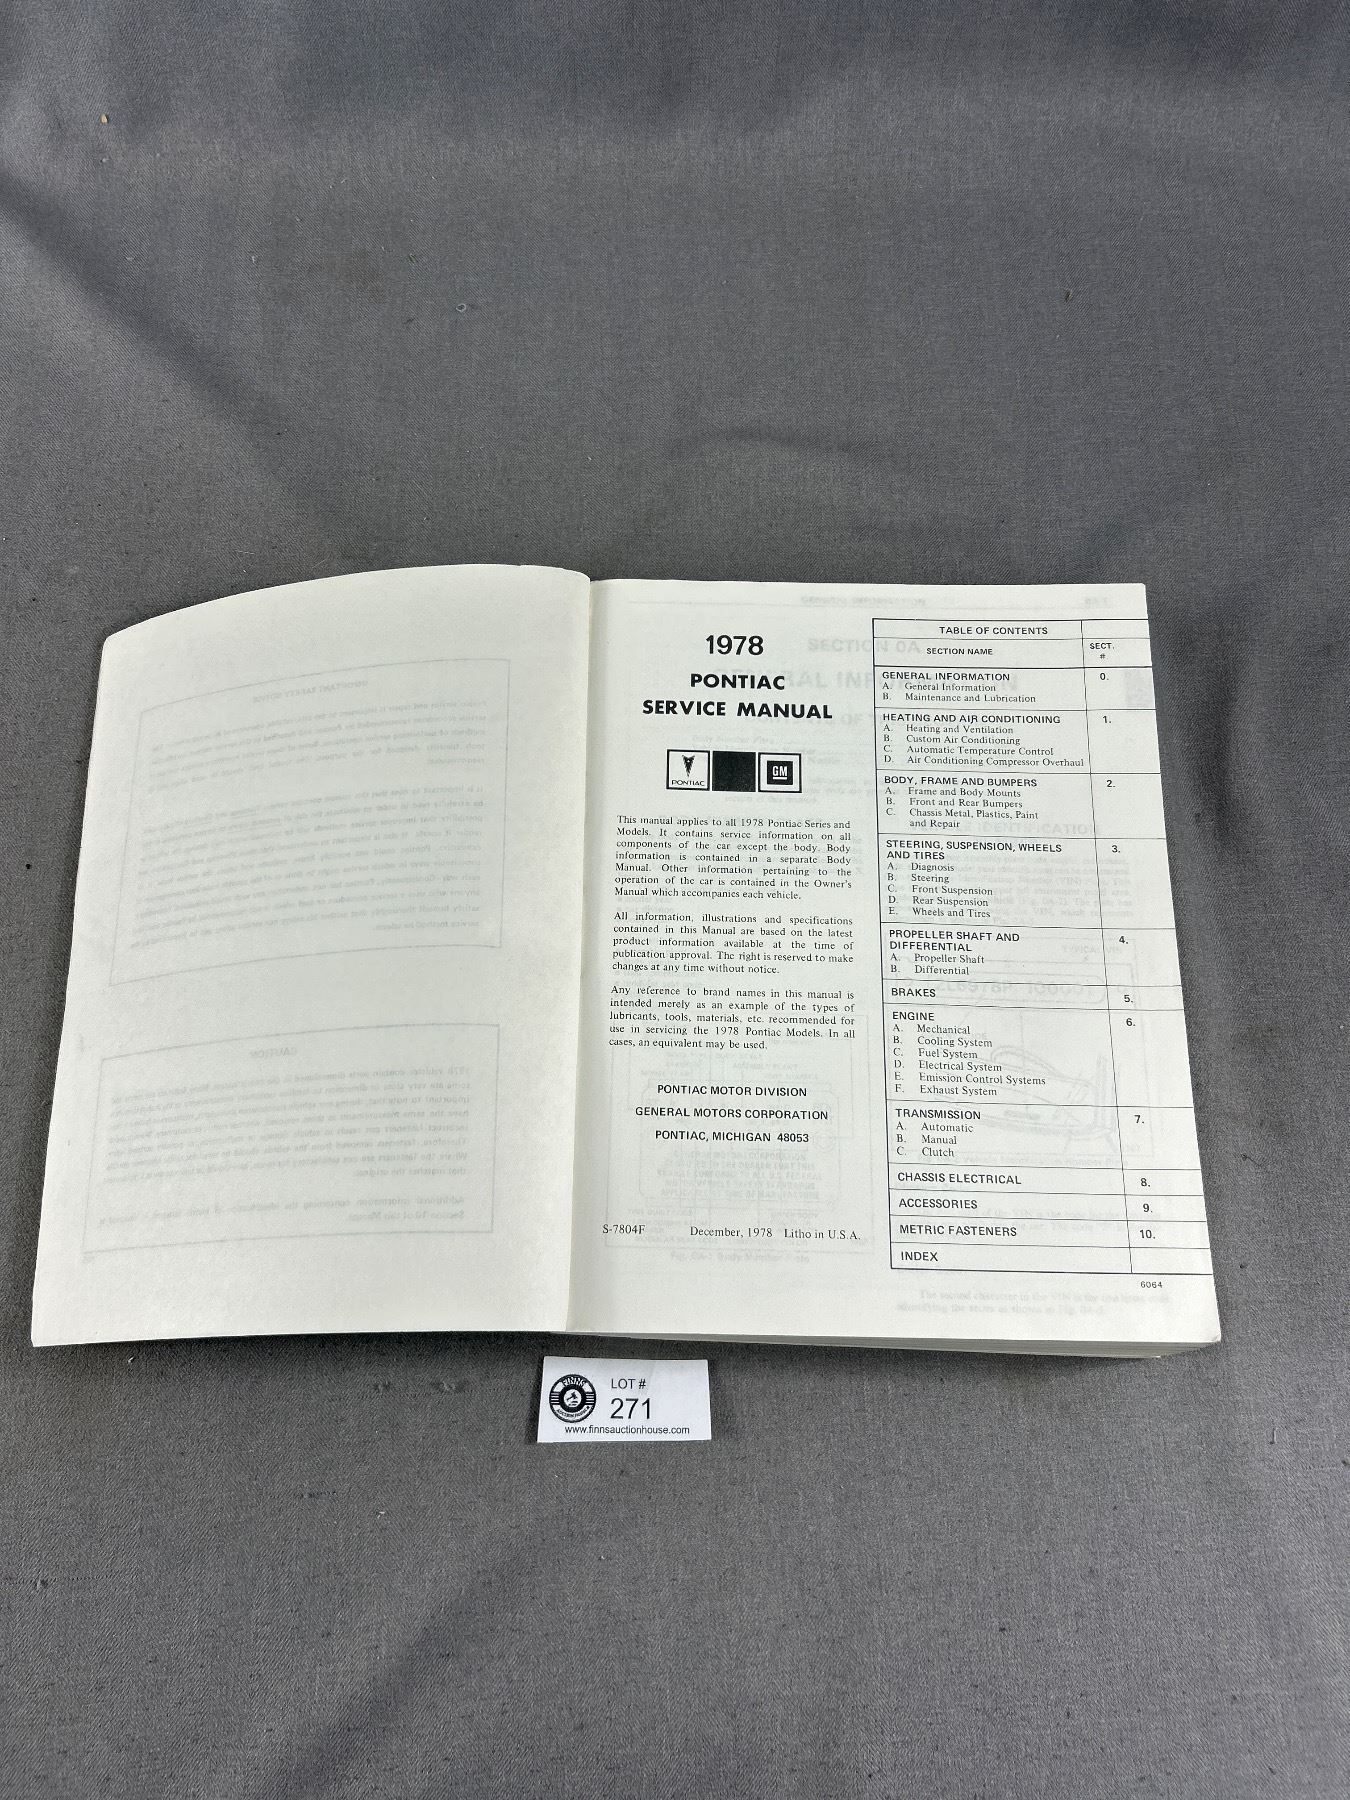 1978
PONTIAC
SERVICE MANUAL
PONTIAC
GM
This manual applies to all 1978 Pontiac Series and
Models. It contains service information on all
components of the car except the body. Body
information is contained in a separate Body
Manual. Other information pertaining to the
operation of the car is contained in the Owner's
Manual which accompanies each vehicle.
All information, illustrations and specifications
contained in this Manual are based on the latest
product information available at the time of
publication approval. The right is reserved to make
changes at any time without notice.
Any reference to brand names in this manual is
intended merely as an example of the types of
lubricants, tools, materials, etc. recommended for
use in servicing the 1978 Pontiac Models. In all
cases, an equivalent may be used.
PONTIAC MOTOR DIVISION
GENERAL MOTORS CORPORATION
PONTIAC, MICHIGAN 48053
S-7804F December, 1978 Litho in U.S.A.
TABLE OF CONTENTS
SECTION NAME SECT. #
GENERAL INFORMATION 0.
A. General Information
B. Maintenance and Lubrication
HEATING AND AIR CONDITIONING 1.
A. Heating and Ventilation
B. Custom Air Conditioning
C. Automatic Temperature Control
D. Air Conditioning Compressor Overhaul
BODY, FRAME AND BUMPERS 2.
A. Frame and Body Mounts
B. Front and Rear Bumpers
C. Chassis Metal, Plastics, Paint
and Repair
STEERING, SUSPENSION, WHEELS 3.
AND TIRES
A. Diagnosis
B. Steering
C. Front Suspension
D. Rear Suspension
E. Wheels and Tires
PROPELLER SHAFT AND 4.
DIFFERENTIAL
A. Propeller Shaft
B. Differential
BRAKES 5.
ENGINE 6.
A. Mechanical
B. Cooling System
C. Fuel System
D. Electrical System
E. Emission Control Systems
F. Exhaust System
TRANSMISSION 7.
A. Automatic
B. Manual
C. Clutch
CHASSIS ELECTRICAL 8.
ACCESSORIES 9.
METRIC FASTENERS 10.
INDEX
6064
FINNS
LOT #
271
www.finnsauctionhouse.com